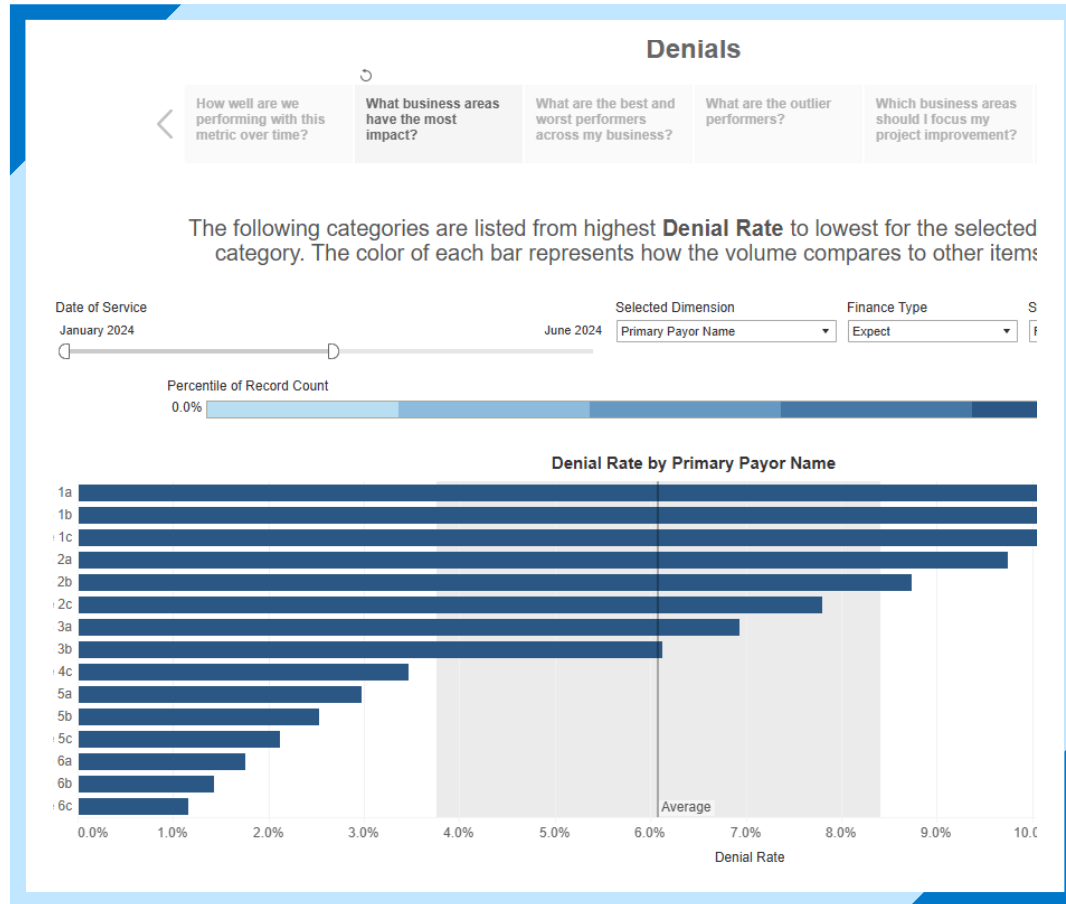 Denials
How well are we
performing with this
metric over time?
What business areas
have the most
impact?
What are the best and
worst performers
across my business?
What are the outlier
performers?
Which business areas
should I focus my
project improvement?
The following categories are listed from highest Denial Rate to lowest for the selected
category. The color of each bar represents how the volume compares to other items
Date of Service
January 2024
June 2024
Selected Dimension
Primary Payor Name
Finance Type
Expect
S
Percentile of Record Count
0.0%
Denial Rate by Primary Payor Name
1a
1b
1c
2a
2b
2c
3a
3b
4c
5a
5b
5c
6a
6b
6c
Average
0.0% 1.0% 2.0% 3.0% 4.0% 5.0% 6.0% 7.0% 8.0% 9.0% 10.0
Denial Rate